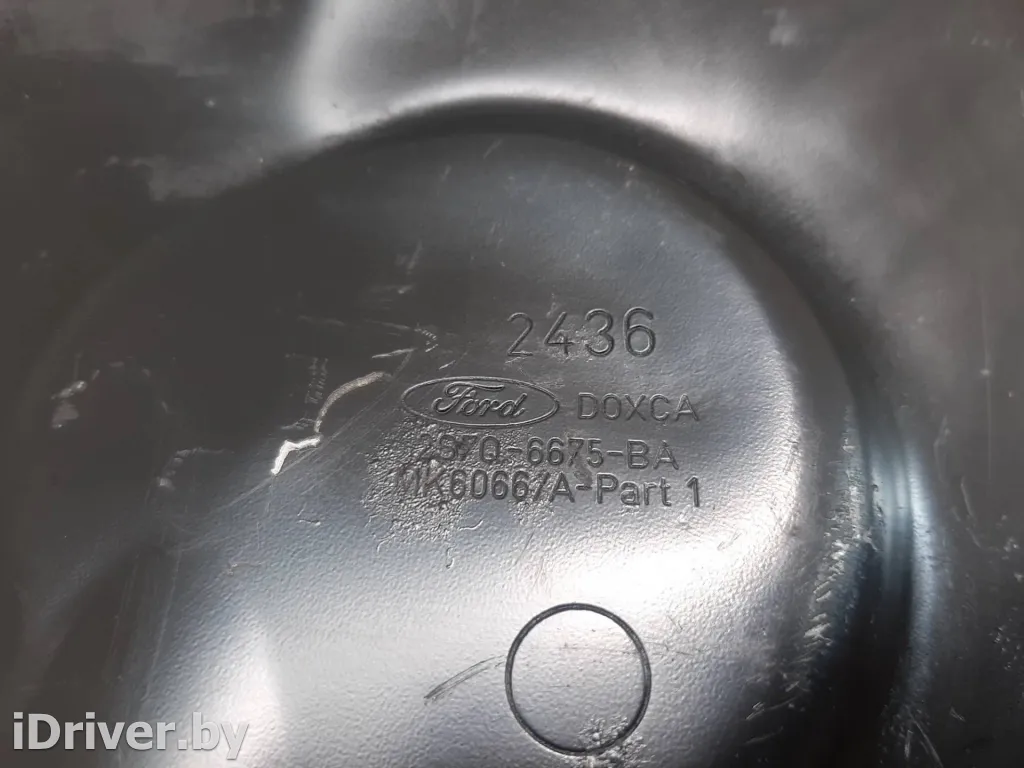 2436
Ford DOXCA
2S7Q-6675-BA
MK6066/A-Part 1
iDriver.by